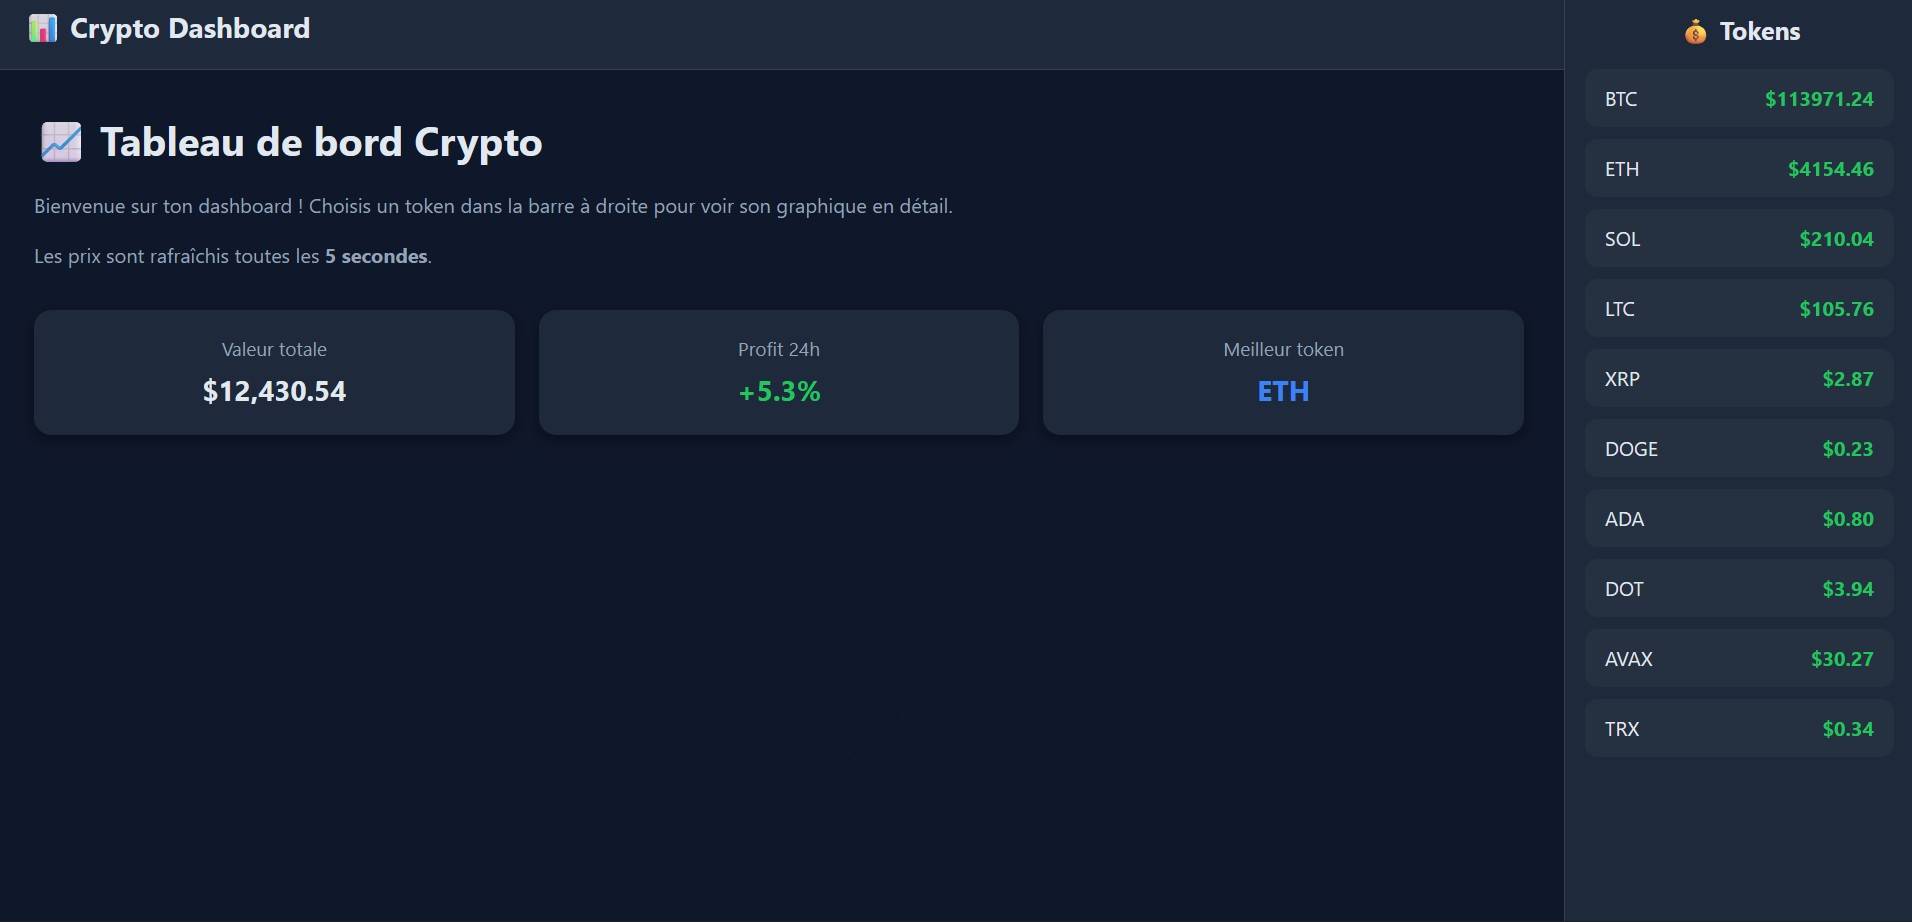 Crypto Dashboard
Tableau de bord Crypto
Bienvenue sur ton dashboard ! Choisis un token dans la barre à droite pour voir son graphique en détail.
Les prix sont rafraîchis toutes les 5 secondes.
Valeur totale
$12,430.54
Profit 24h
+5.3%
Meilleur token
ETH
Tokens
BTC $113971.24
ETH $4154.46
SOL $210.04
LTC $105.76
XRP $2.87
DOGE $0.23
ADA $0.80
DOT $3.94
AVAX $30.27
TRX $0.34